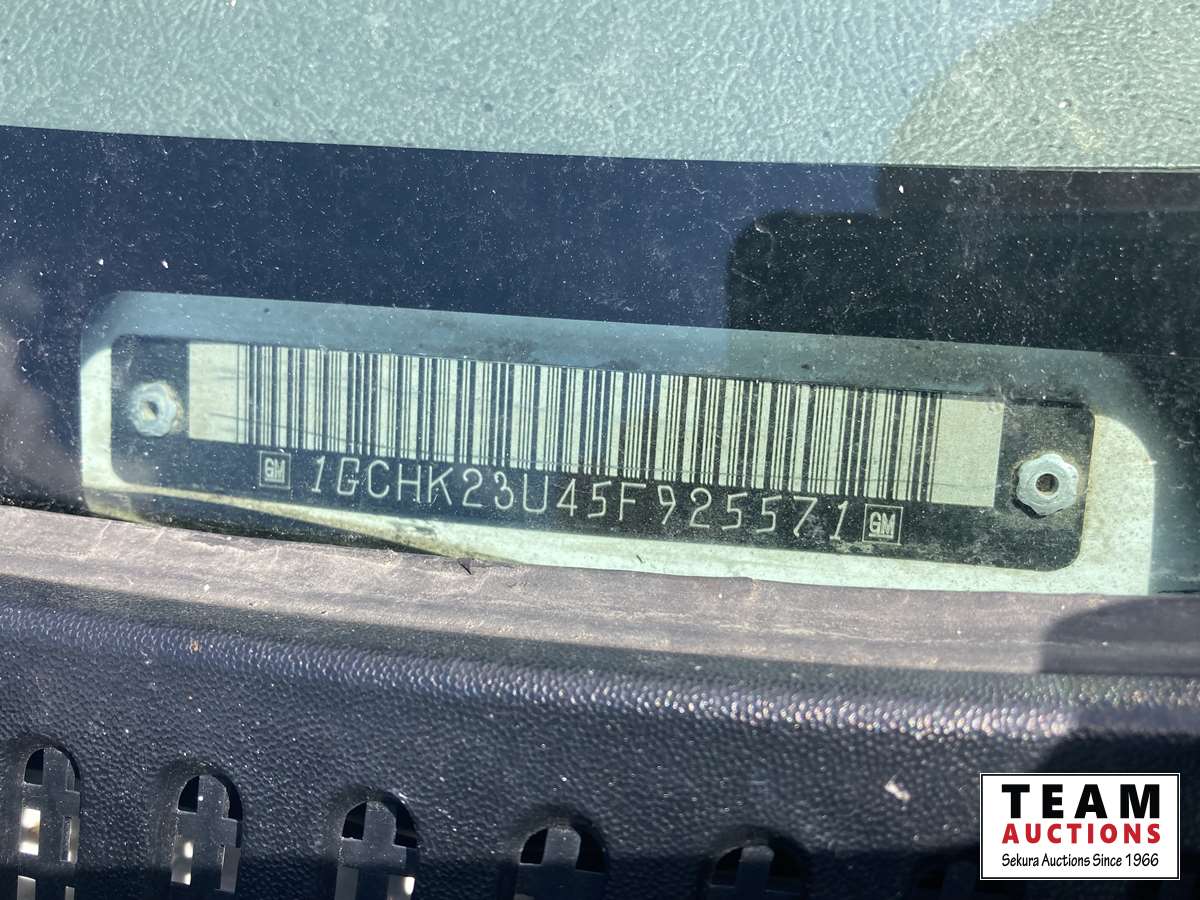 GM 1GCHK23U45F925571 GM
TEAM
AUCTIONS
Sekura Auctions Since 1966